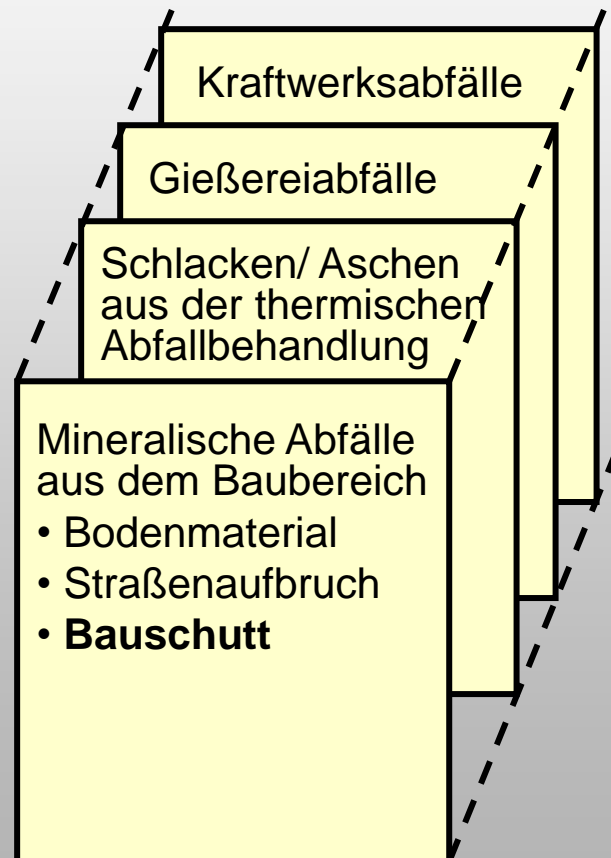 Kraftwerksabfälle
Gießereiabfälle
Schlacken/ Aschen
aus der thermischen
Abfallbehandlung
Mineralische Abfälle
aus dem Baubereich
• Bodenmaterial
• Straßenaufbruch
• Bauschutt